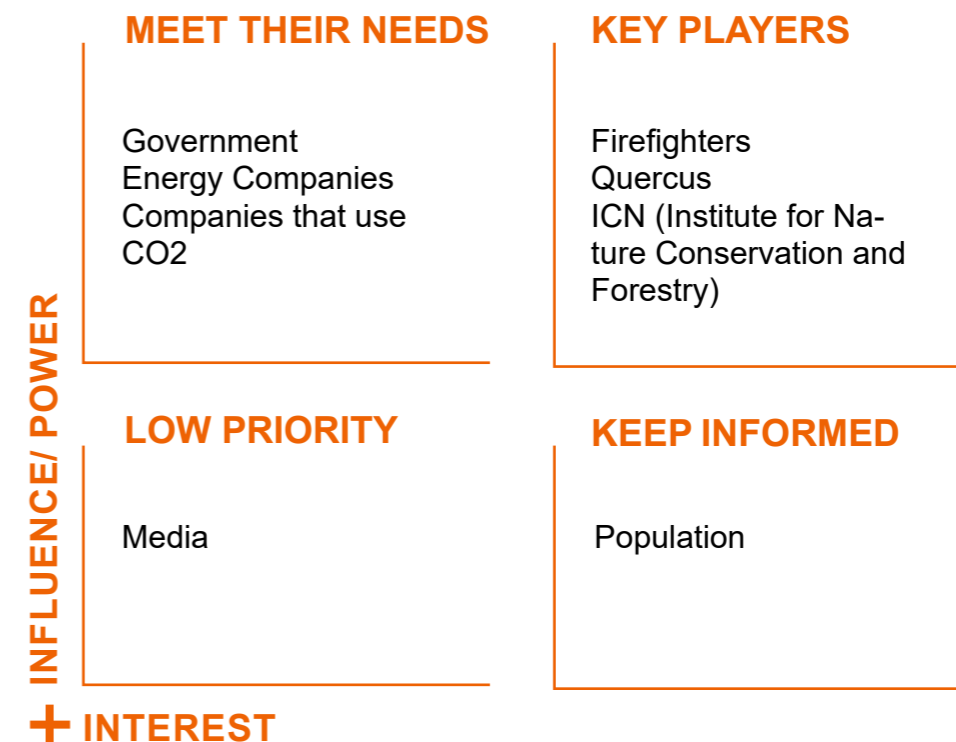 MEET THEIR NEEDS
Government
Energy Companies
Companies that use
CO2
KEY PLAYERS
Firefighters
Quercus
ICN (Institute for Na-
ture Conservation and
Forestry)
LOW PRIORITY
Media
KEEP INFORMED
Population
INFLUENCE/ POWER
+ INTEREST